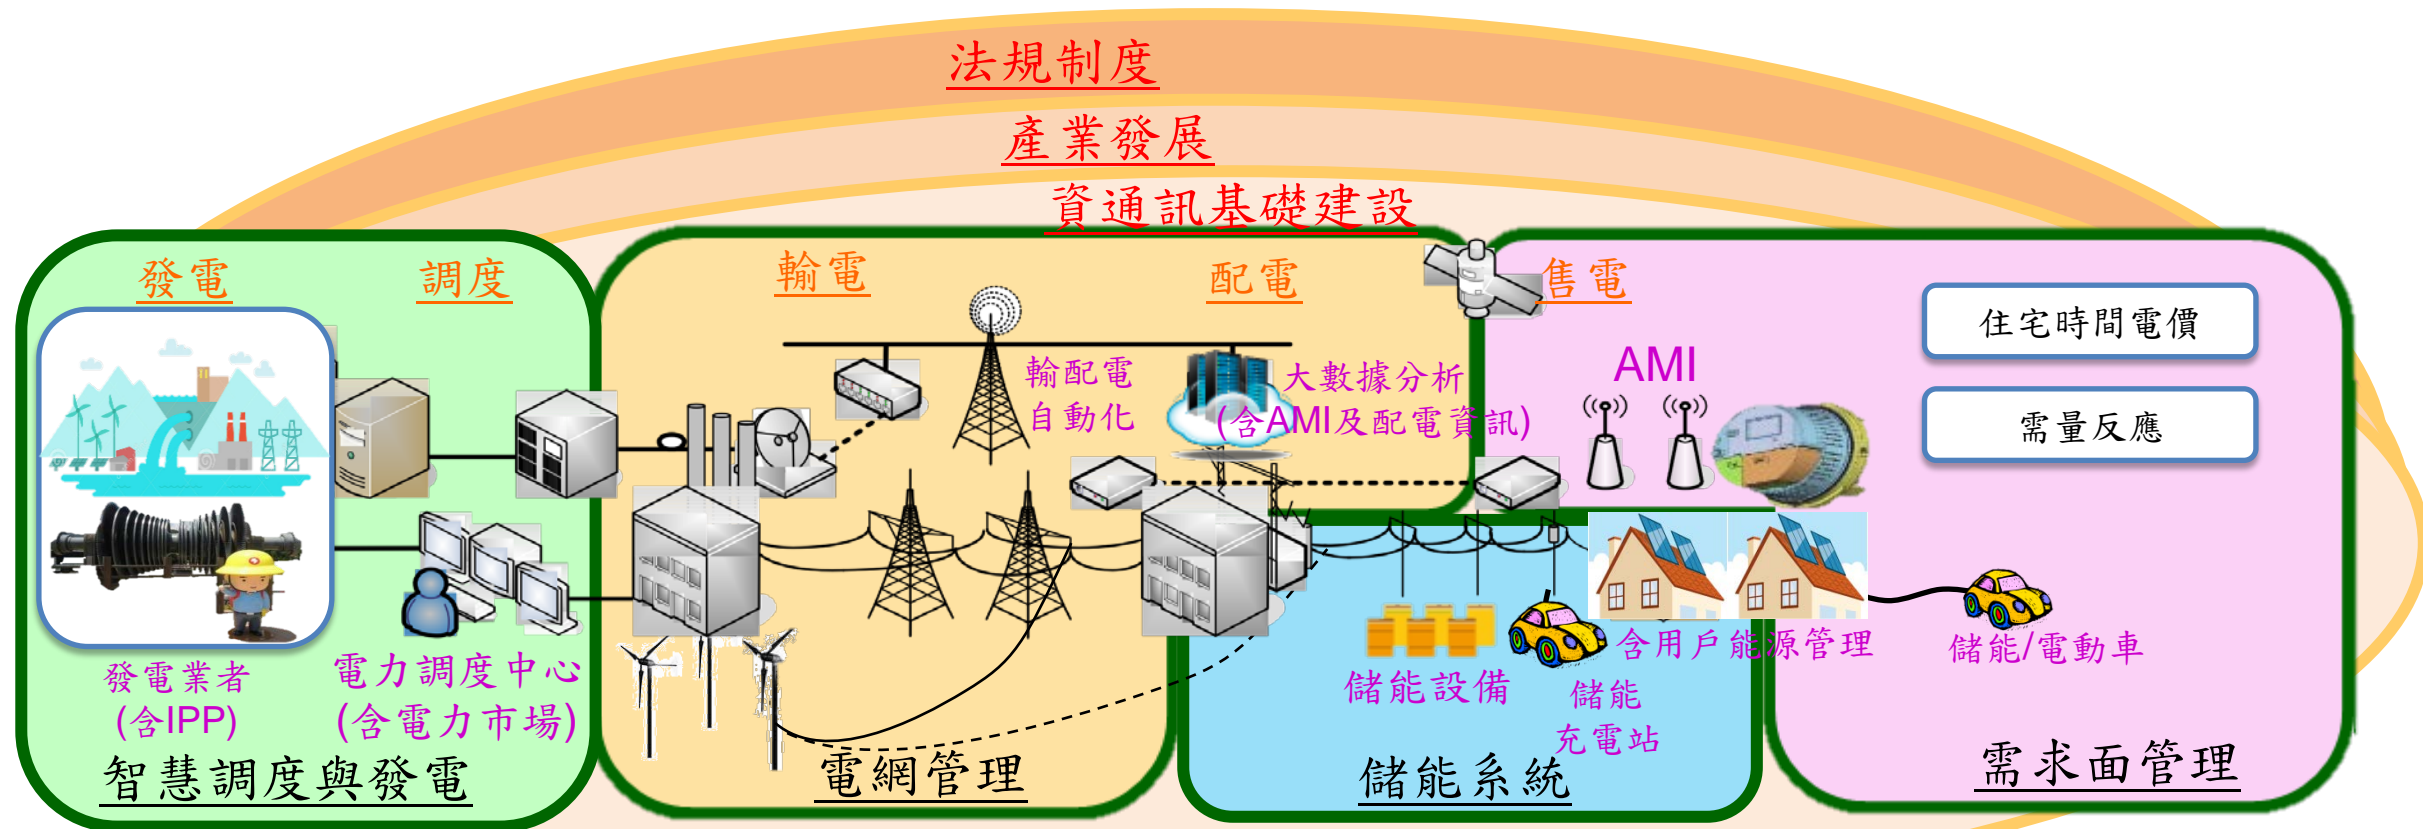 法規制度
產業發展
資通訊基礎建設
發電
調度
輸電
配電
售電
住宅時間電價
需量反應
AMI
輸配電
自動化
大數據分析
(含AMI及配電資訊)
發電業者
(含IPP)
電力調度中心
(含電力市場)
儲能設備
儲能
充電站
含用戶能源管理
儲能/電動車
智慧調度與發電
電網管理
儲能系統
需求面管理